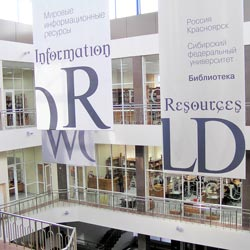 Мировые
информационные
ресурсы
Information
OR
WO
Россия
Красноярск
Сибирский
федеральный
университет
Библиотека
Resources
LD